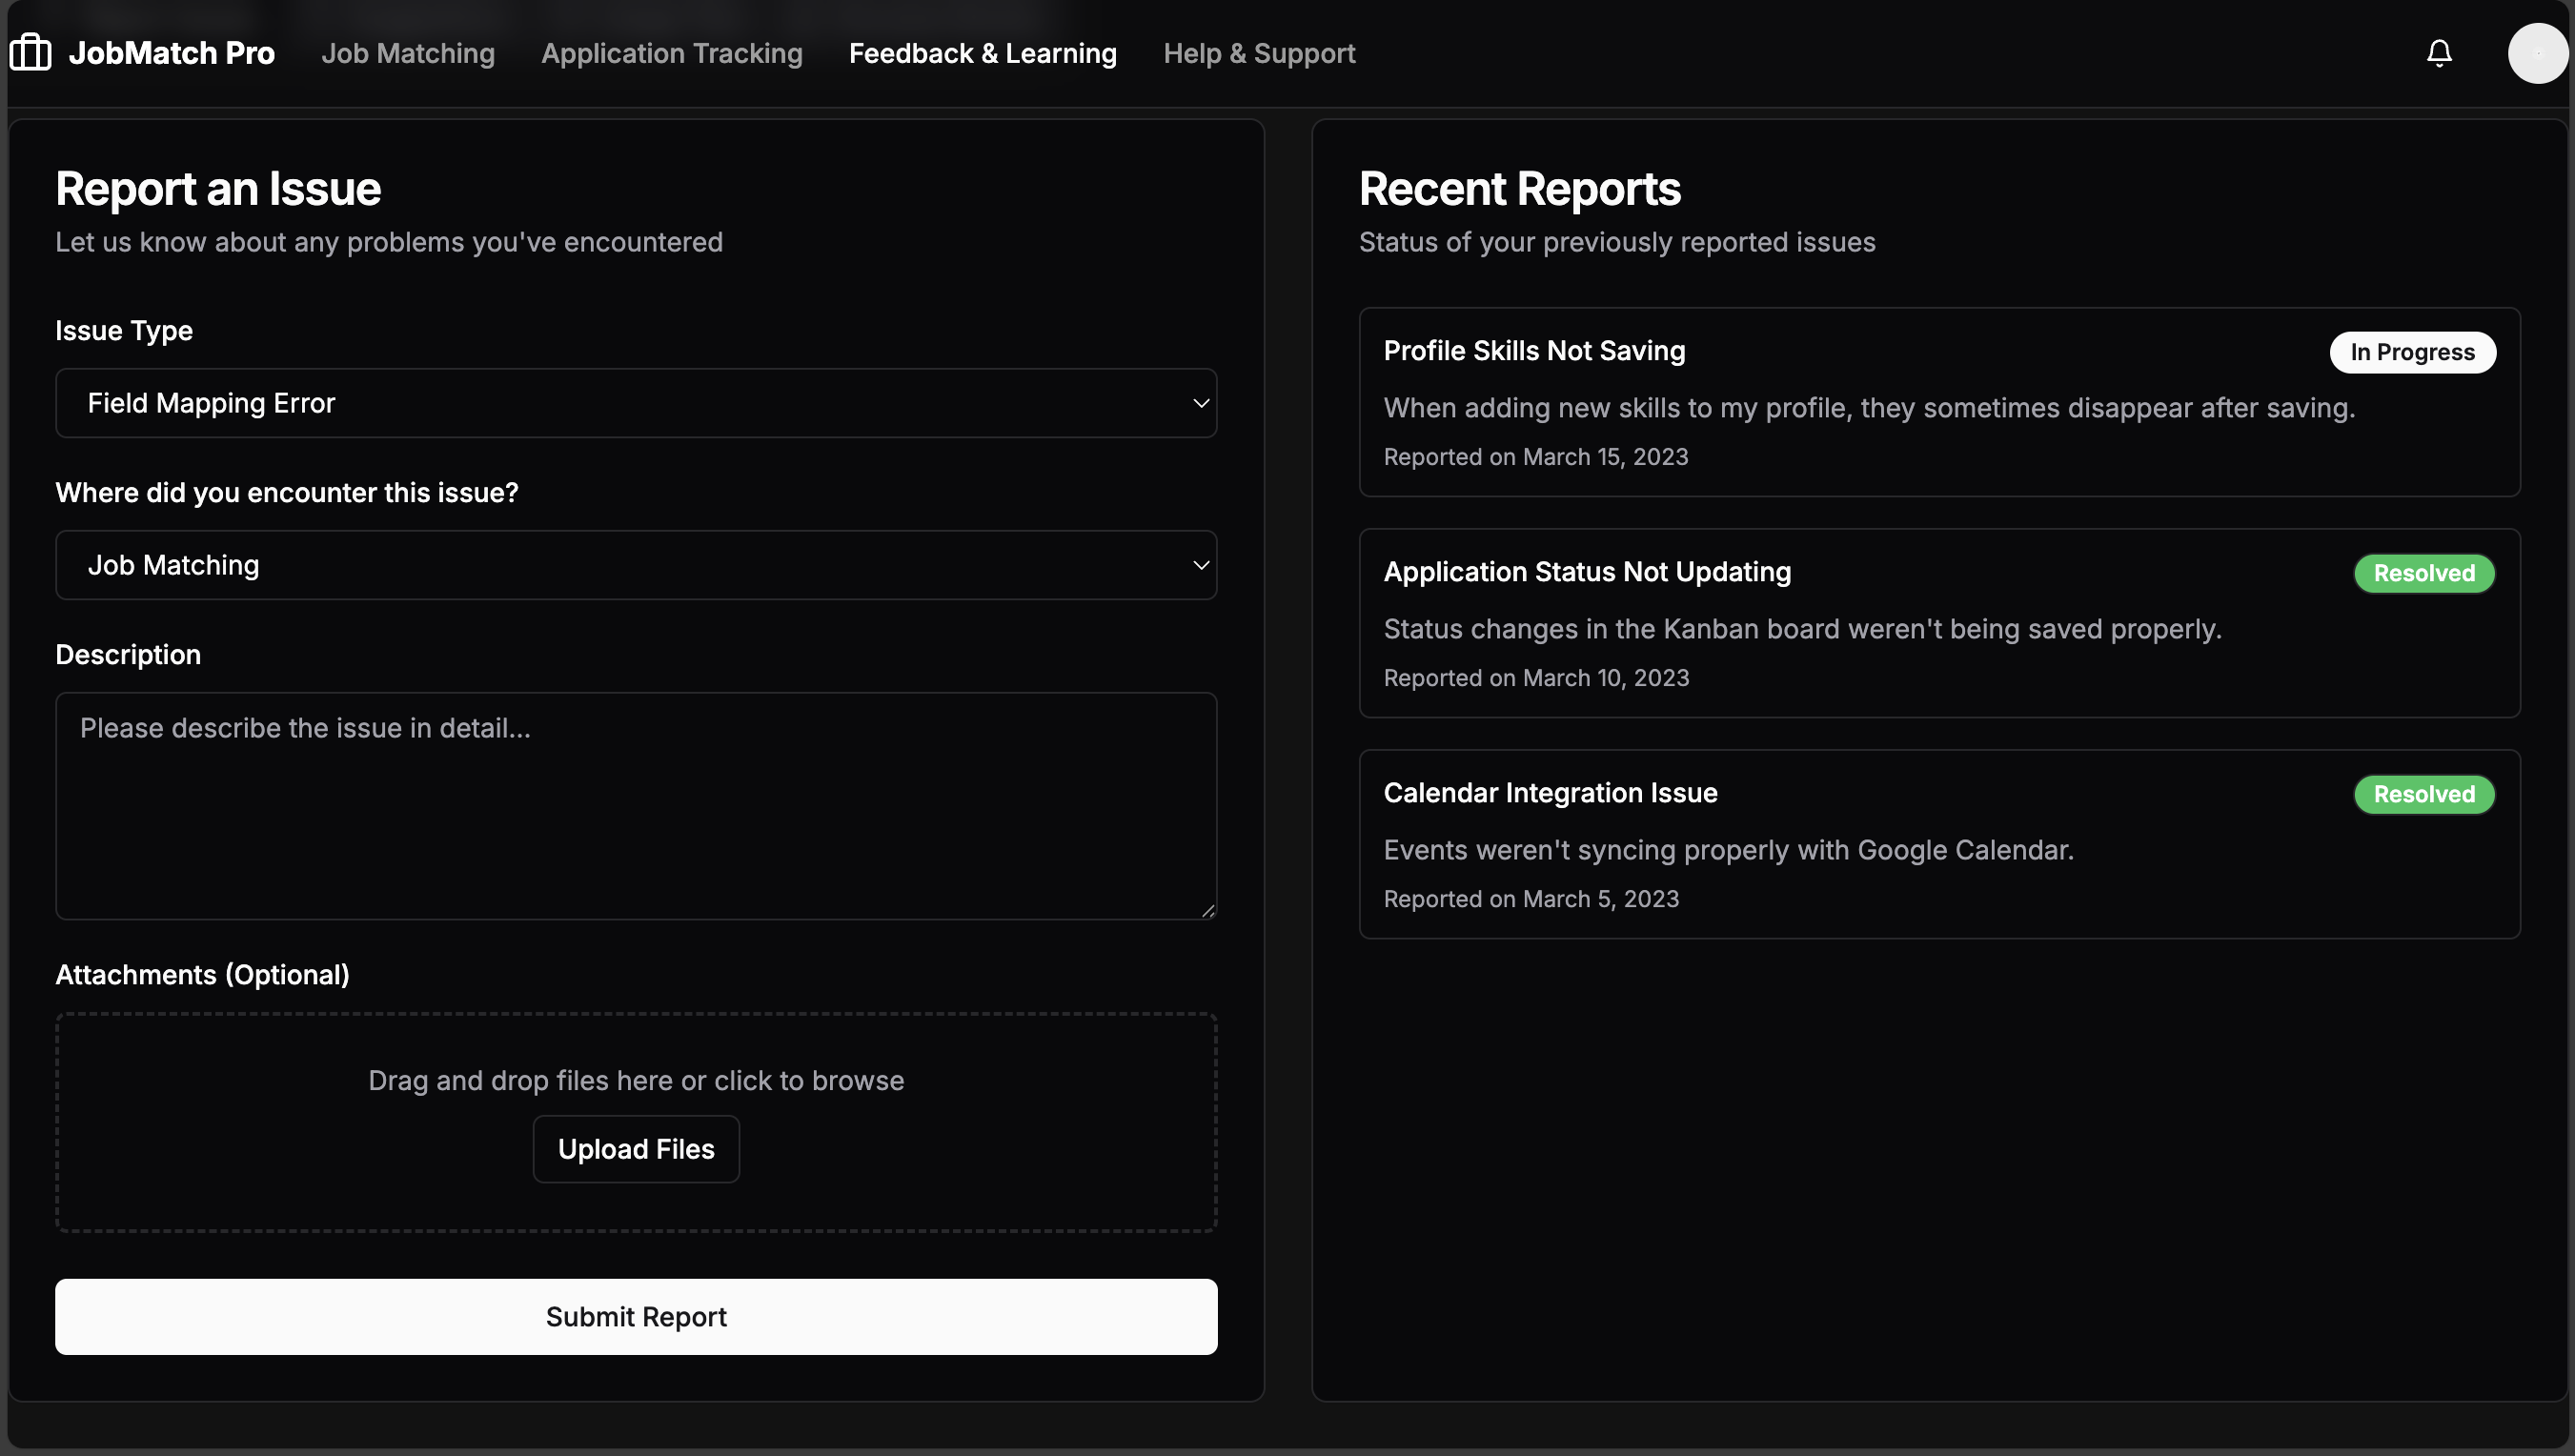 JobMatch Pro
Job Matching
Application Tracking
Feedback & Learning
Help & Support
Report an Issue
Let us know about any problems you've encountered
Issue Type
Field Mapping Error
Where did you encounter this issue?
Job Matching
Description
Please describe the issue in detail...
Attachments (Optional)
Drag and drop files here or click to browse
Upload Files
Submit Report
Recent Reports
Status of your previously reported issues
Profile Skills Not Saving
In Progress
When adding new skills to my profile, they sometimes disappear after saving.
Reported on March 15, 2023
Application Status Not Updating
Resolved
Status changes in the Kanban board weren't being saved properly.
Reported on March 10, 2023
Calendar Integration Issue
Resolved
Events weren't syncing properly with Google Calendar.
Reported on March 5, 2023